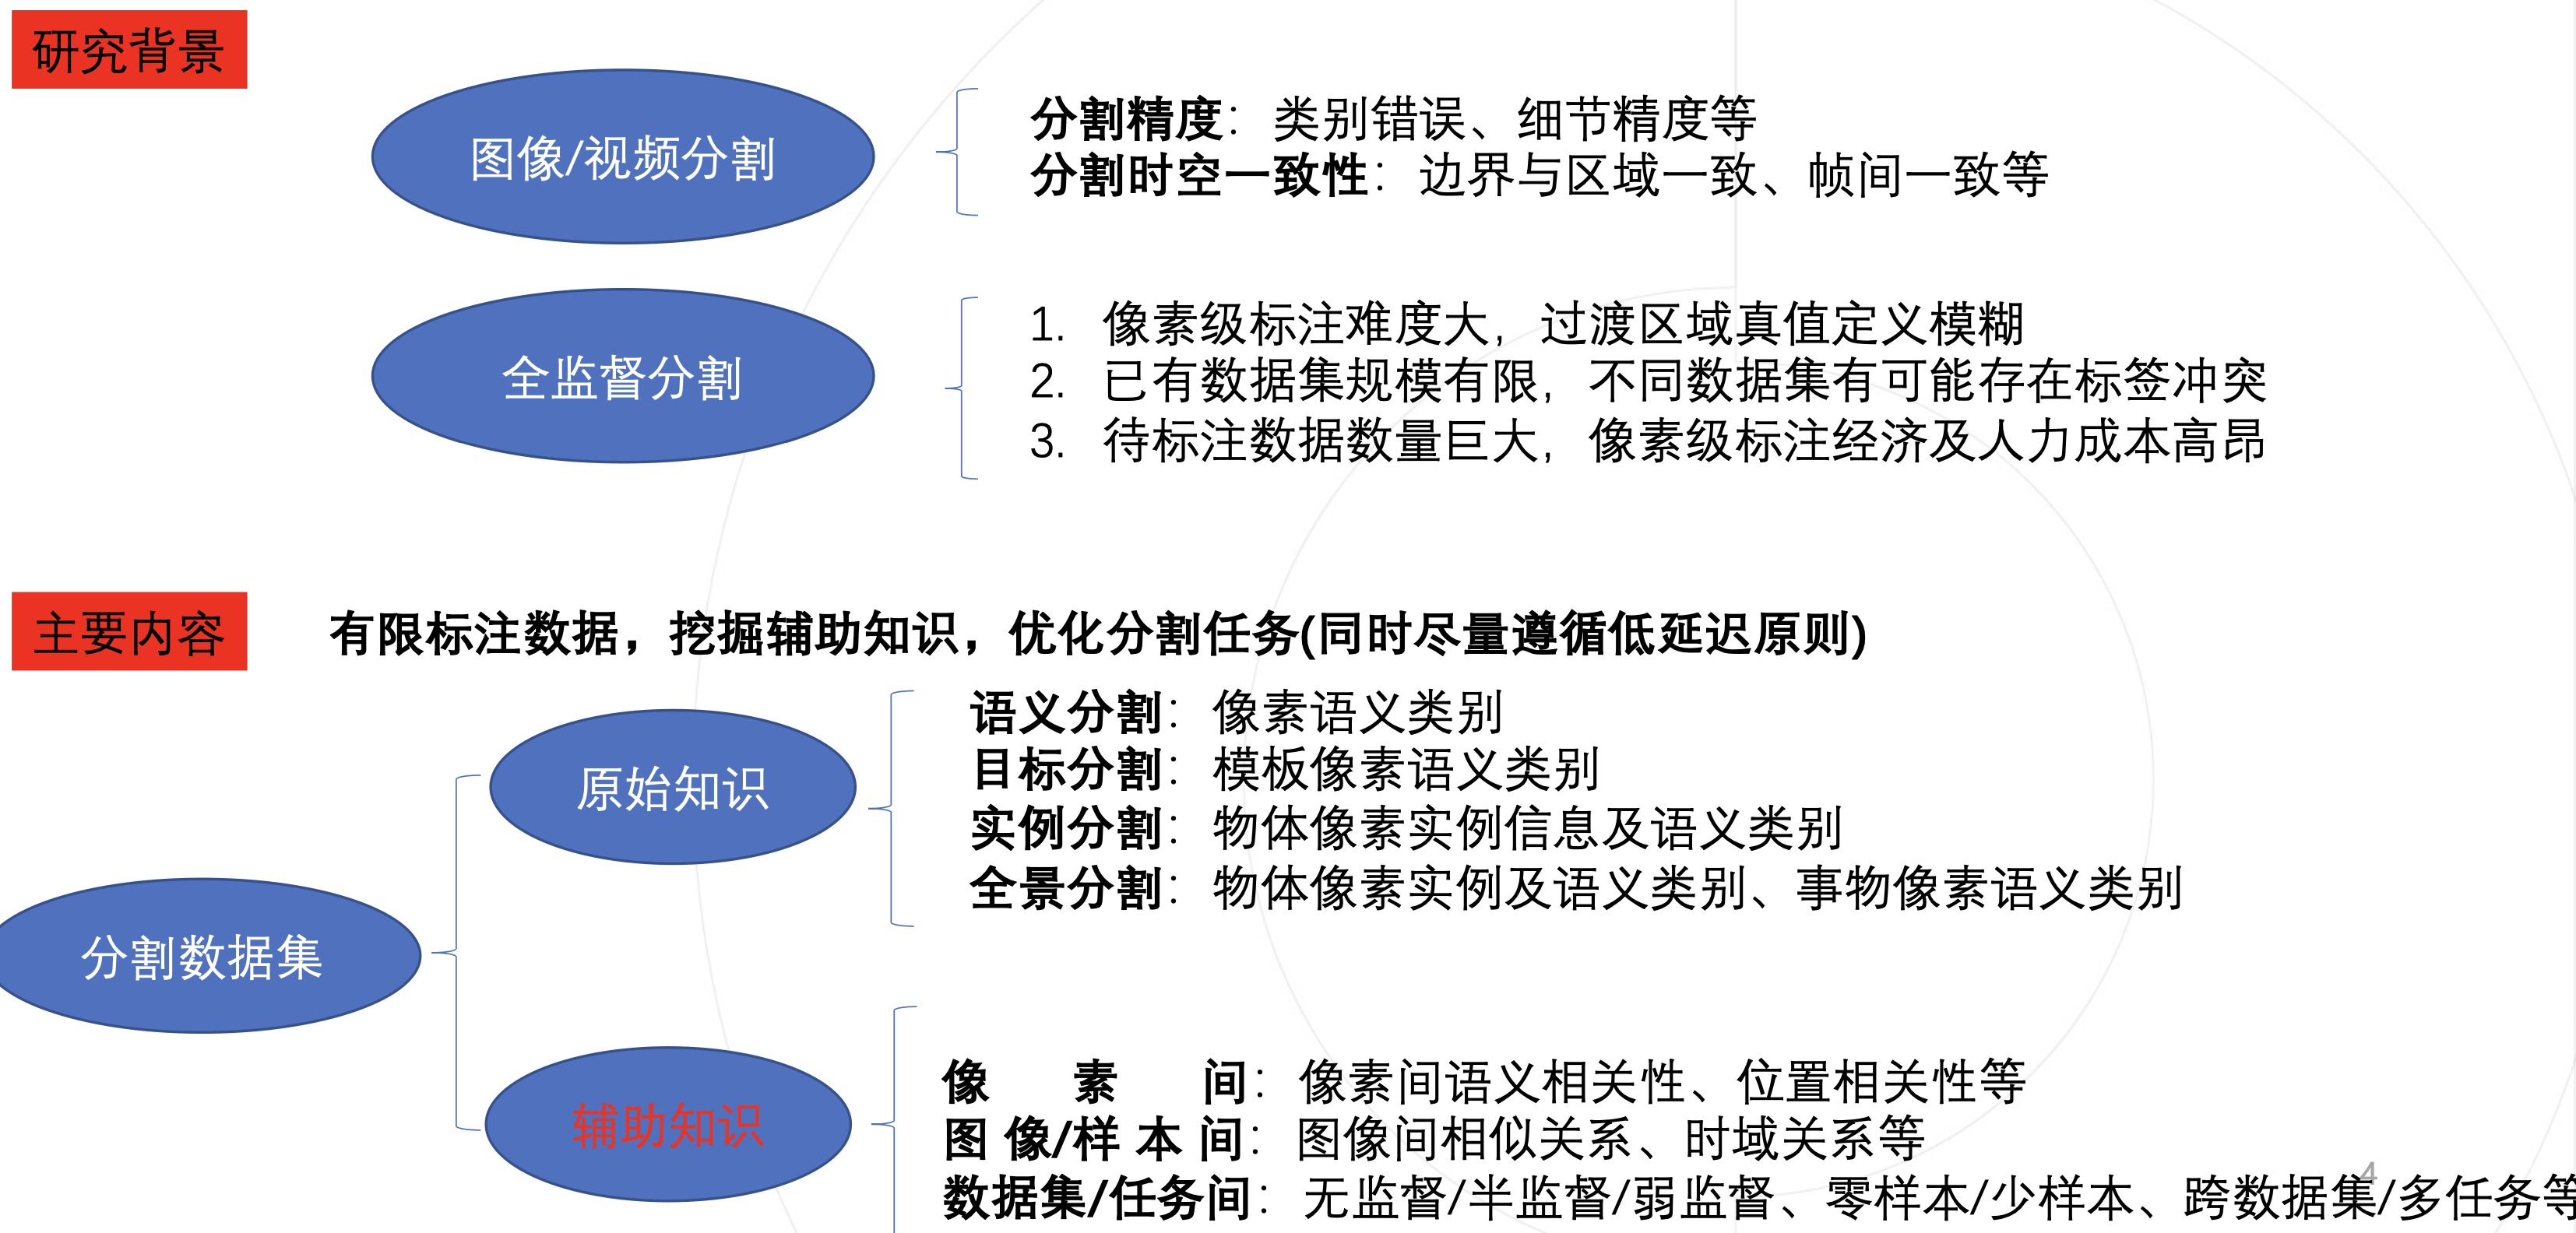 研究背景
图像/视频分割
分割精度：类别错误、细节精度等
分割时空一致性：边界与区域一致、帧间一致等
全监督分割
1. 像素级标注难度大，过渡区域真值定义模糊
2. 已有数据集规模有限，不同数据集有可能存在标签冲突
3. 待标注数据数量巨大，像素级标注经济及人力成本高昂
主要内容
有限标注数据，挖掘辅助知识，优化分割任务(同时尽量遵循低延迟原则)
分割数据集
原始知识
语义分割：像素语义类别
目标分割：模板像素语义类别
实例分割：物体像素实例信息及语义类别
全景分割：物体像素实例及语义类别、事物像素语义类别
辅助知识
像 素 间：像素间语义相关性、位置相关性等
图 像/样 本 间：图像间相似关系、时域关系等
数据集/任务间：无监督/半监督/弱监督、零样本/少样本、跨数据集/多任务等
4